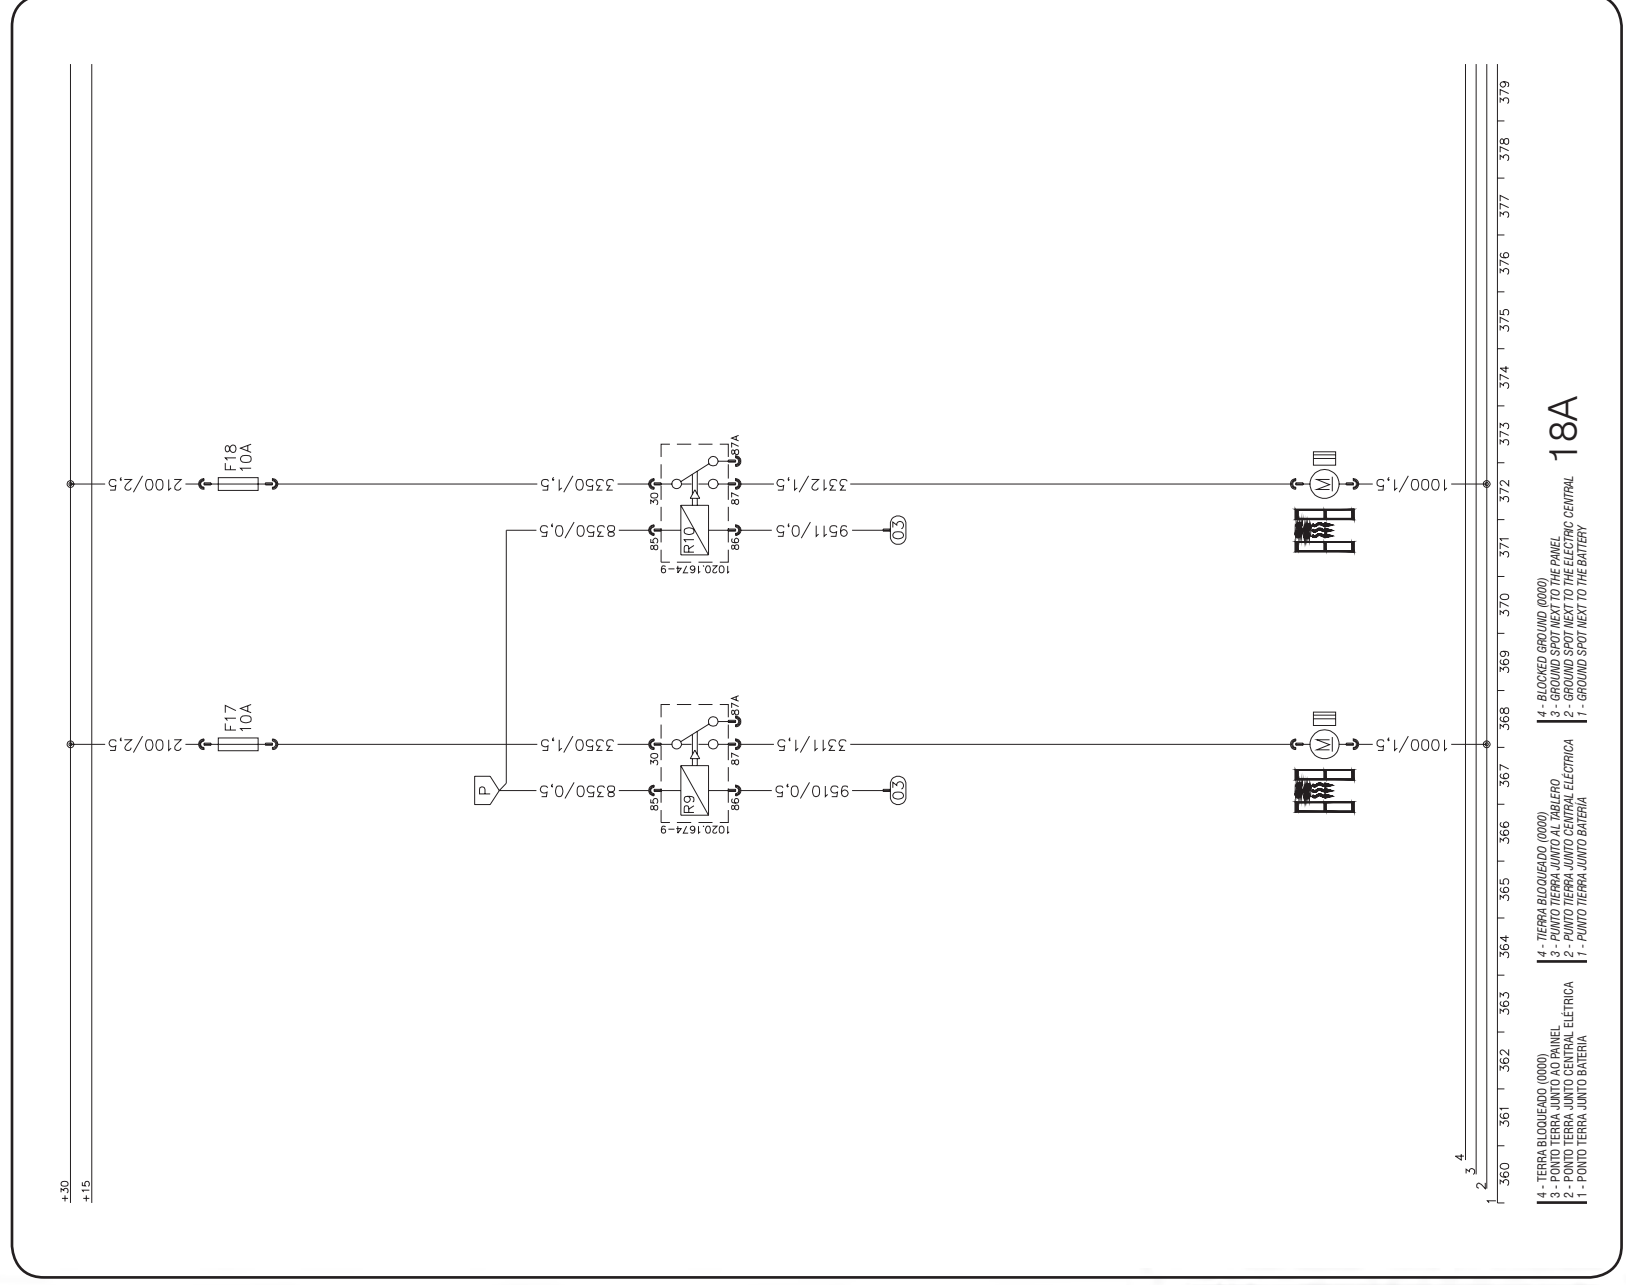 +30
+15
2100/2,5
F17
10A
3350/1,5
P
8350/0,5
30
85
R9
1020.1674-9
87A
87
86
3311/1,5
9510/0,5
03
M
1000/1,5
2100/2,5
F18
10A
3350/1,5
8350/0,5
30
85
R10
1020.1674-9
87A
87
86
3312/1,5
9511/0,5
03
M
1000/1,5
4
3
2
1
360 361 362 363 364 365 366 367 368 369 370 371 372 373 374 375 376 377 378 379
4 - TERRA BLOQUEADO (0000)
3 - PONTO TERRA JUNTO AO PAINEL
2 - PONTO TERRA JUNTO CENTRAL ELÉTRICA
1 - PONTO TERRA JUNTO BATERIA
4 - TIERRA BLOQUEADO (0000)
3 - PUNTO TIERRA JUNTO AL TABLERO
2 - PUNTO TIERRA JUNTO CENTRAL ELÉCTRICA
1 - PUNTO TIERRA JUNTO BATERÍA
4 - BLOCKED GROUND (0000)
3 - GROUND SPOT NEXT TO THE PANEL
2 - GROUND SPOT NEXT TO THE ELECTRIC CENTRAL
1 - GROUND SPOT NEXT TO THE BATTERY
18A